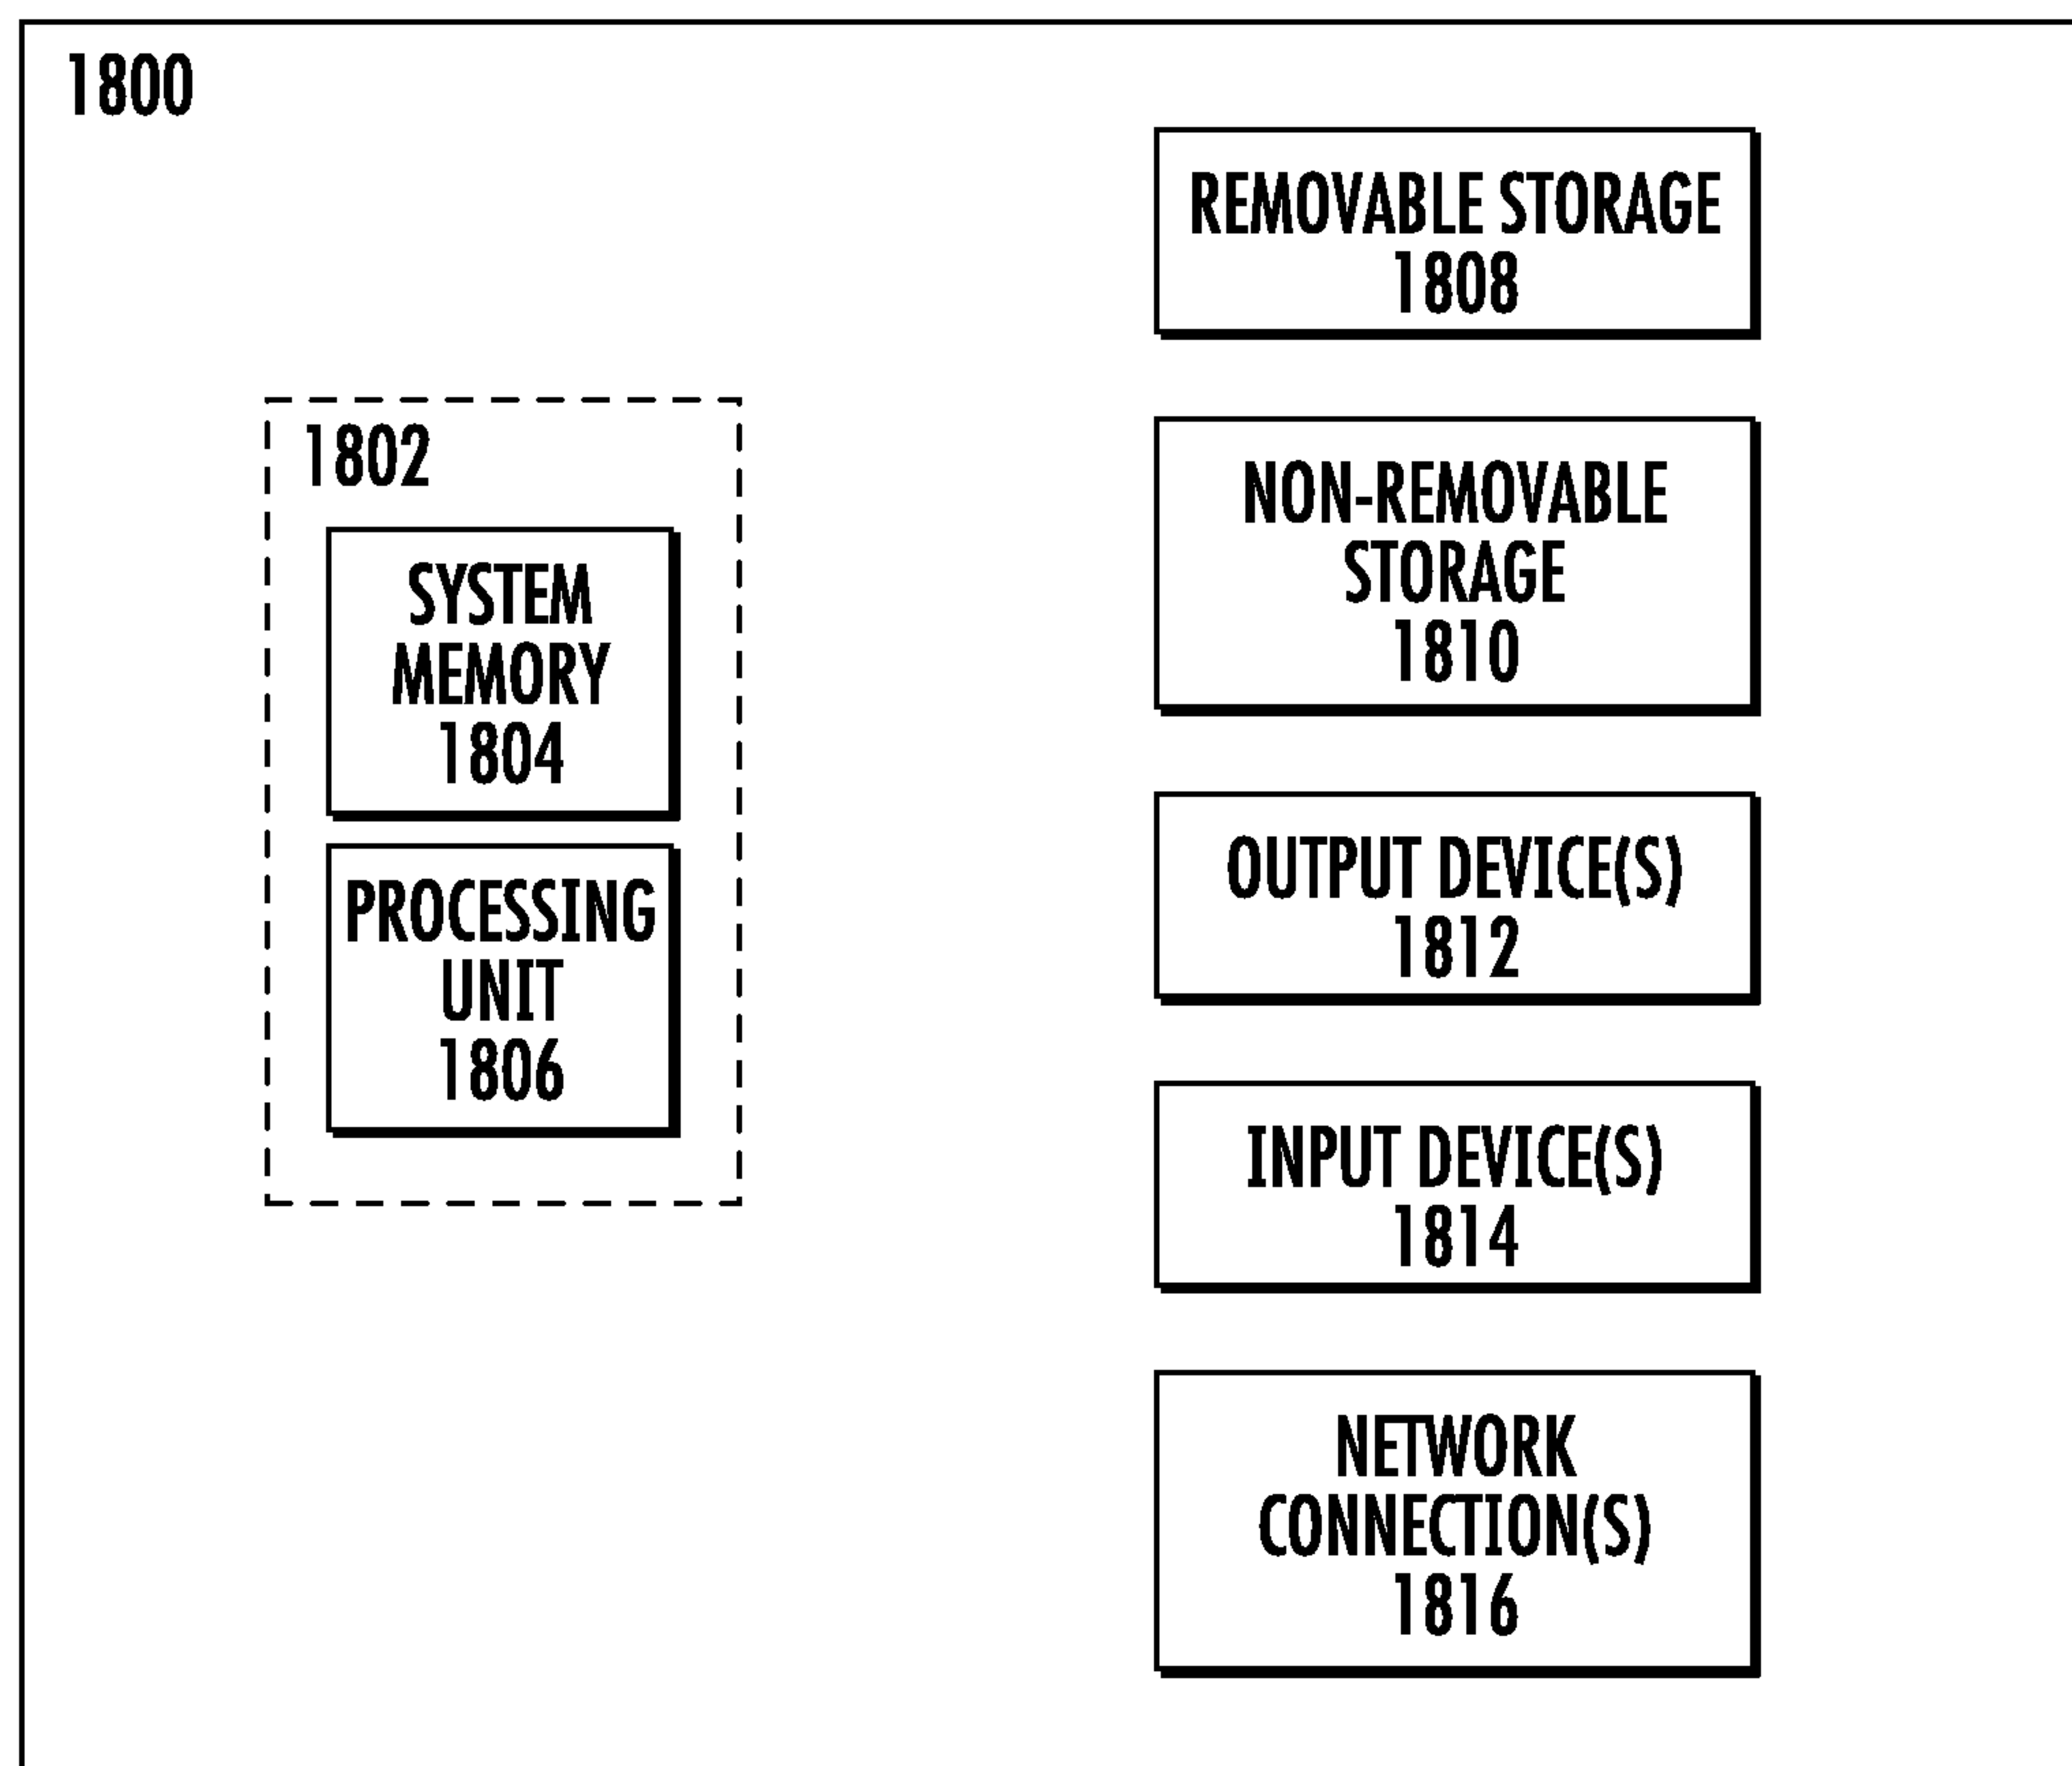 1800
REMOVABLE STORAGE
1808
1802
SYSTEM
MEMORY
1804
PROCESSING
UNIT
1806
NON-REMOVABLE
STORAGE
1810
OUTPUT DEVICE(S)
1812
INPUT DEVICE(S)
1814
NETWORK
CONNECTION(S)
1816